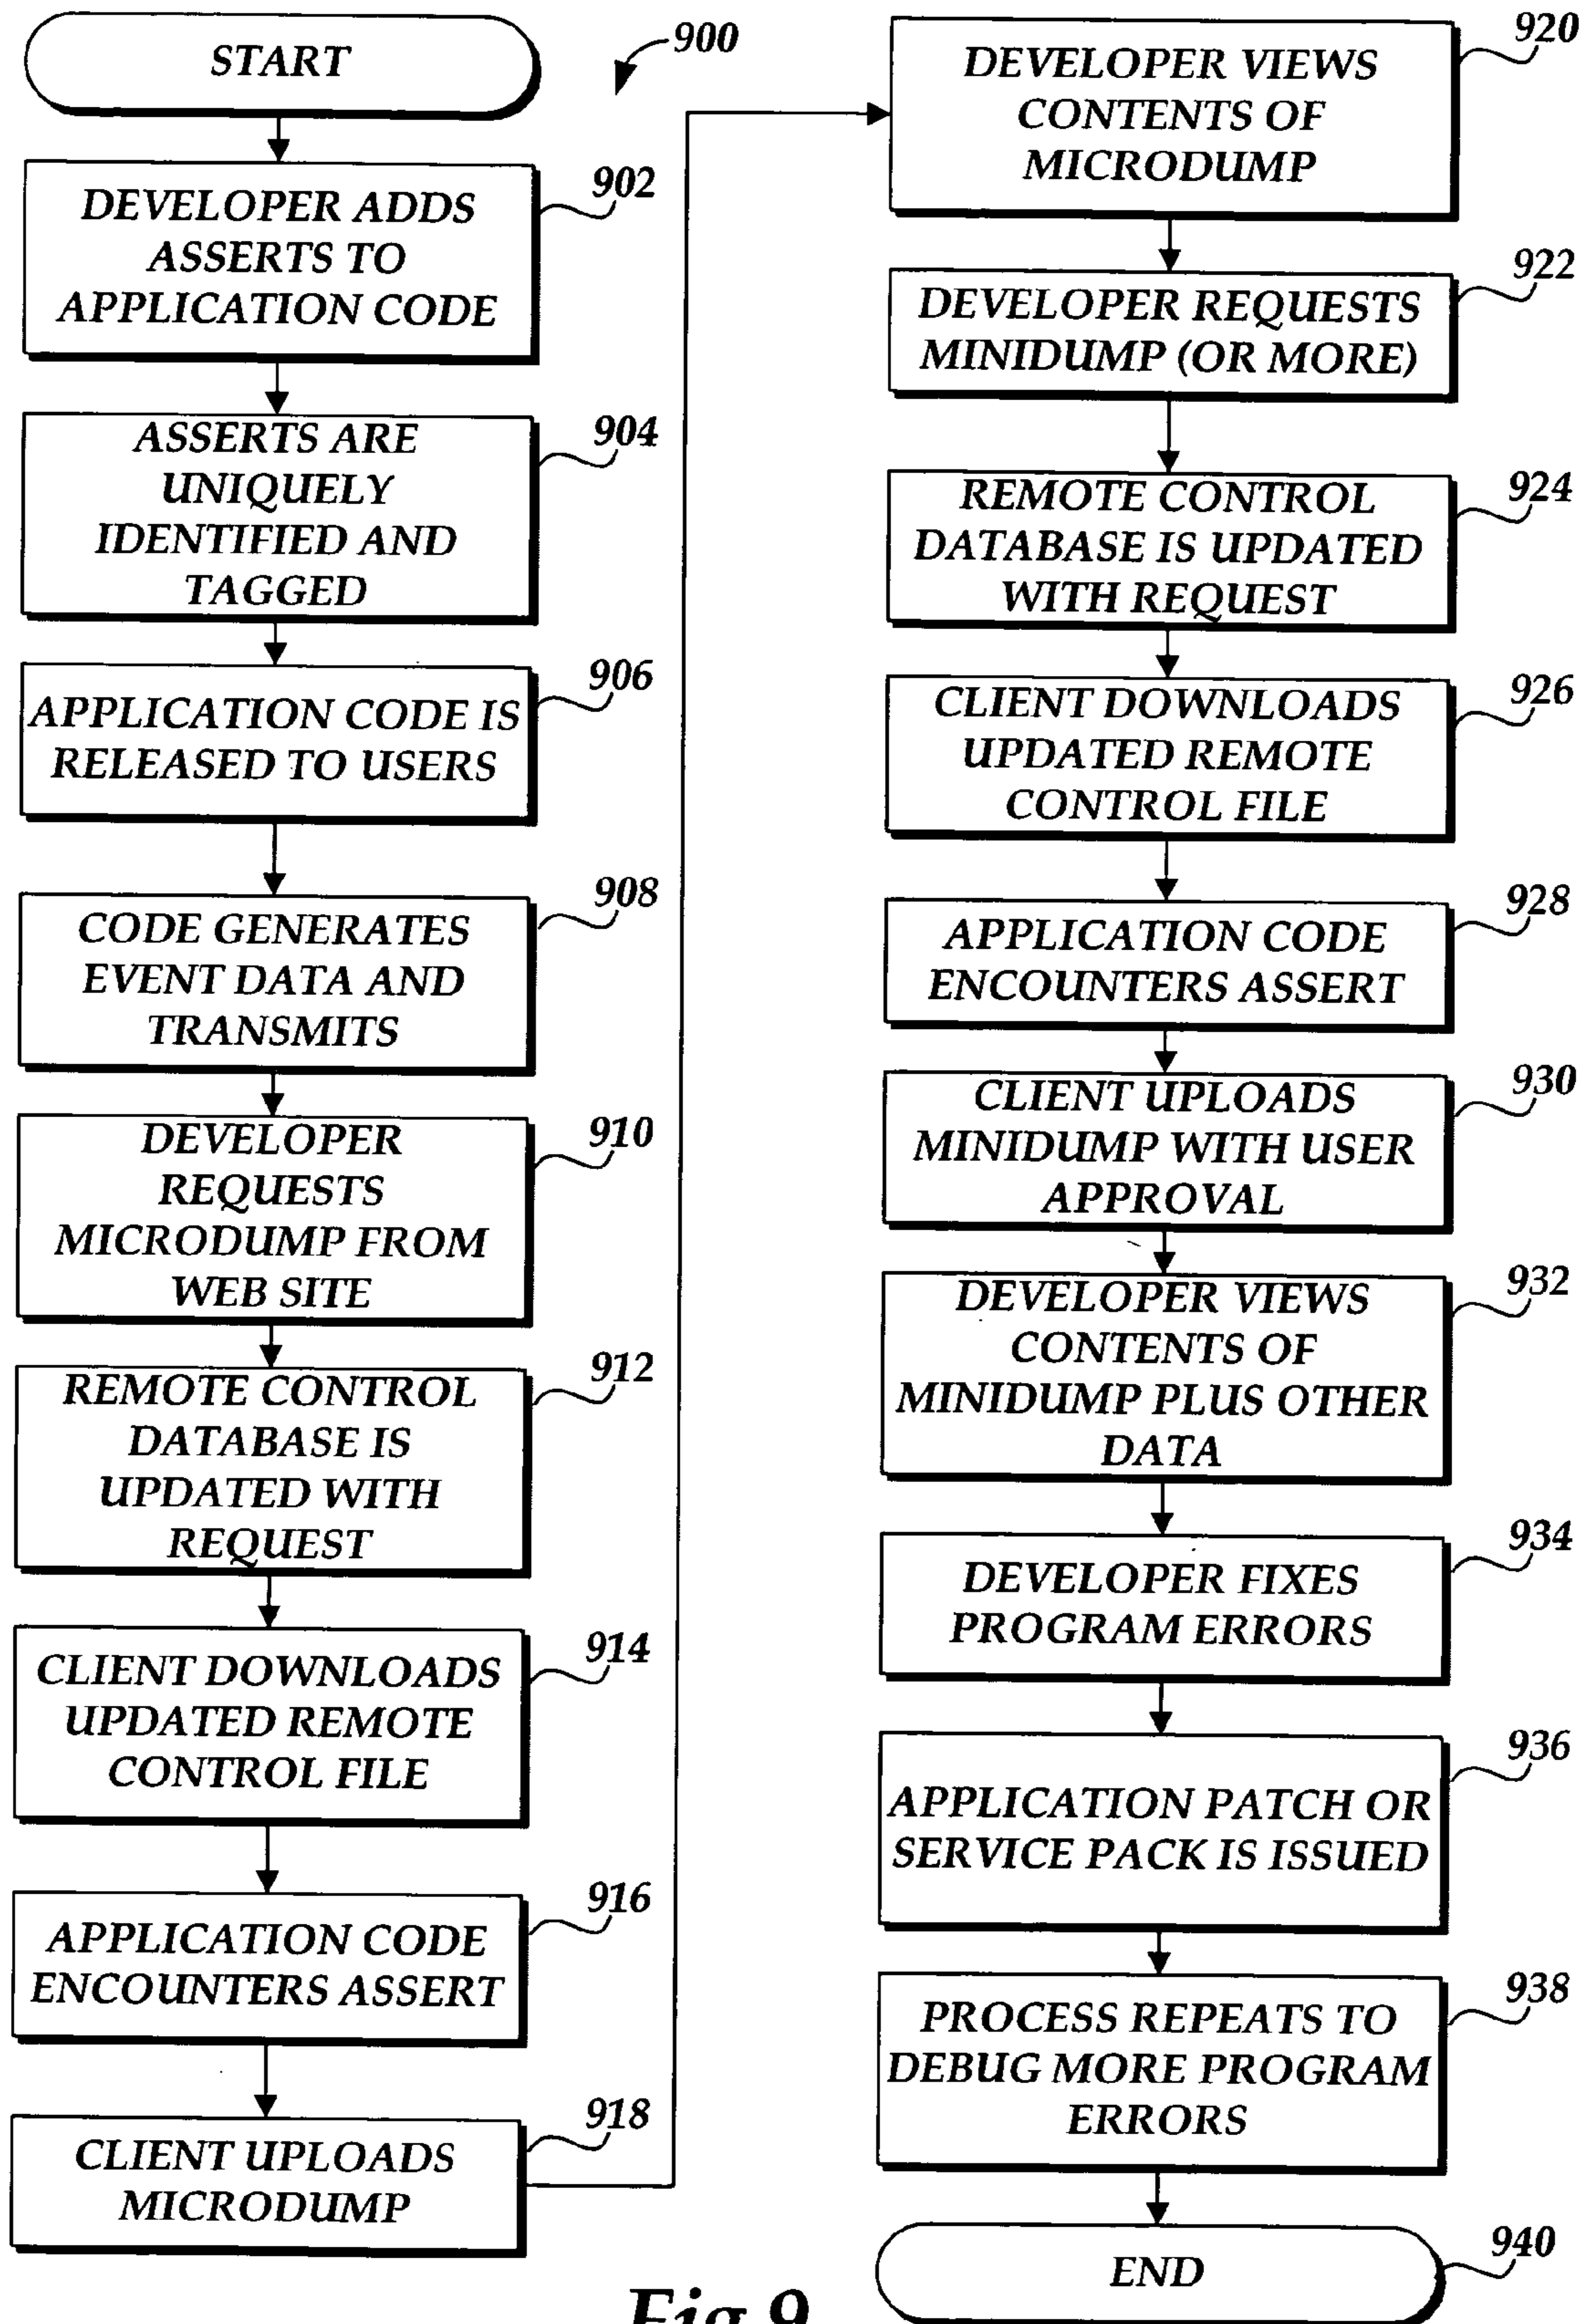 START
900
DEVELOPER ADDS
ASSERTS TO
APPLICATION CODE
902
ASSERTS ARE
UNIQUELY
IDENTIFIED AND
TAGGED
904
APPLICATION CODE IS
RELEASED TO USERS
906
CODE GENERATES
EVENT DATA AND
TRANSMITS
908
DEVELOPER
REQUESTS
MICRODUMP FROM
WEB SITE
910
REMOTE CONTROL
DATABASE IS
UPDATED WITH
REQUEST
912
CLIENT DOWNLOADS
UPDATED REMOTE
CONTROL FILE
914
APPLICATION CODE
ENCOUNTERS ASSERT
916
CLIENT UPLOADS
MICRODUMP
918
DEVELOPER VIEWS
CONTENTS OF
MICRODUMP
920
DEVELOPER REQUESTS
MINIDUMP (OR MORE)
922
REMOTE CONTROL
DATABASE IS UPDATED
WITH REQUEST
924
CLIENT DOWNLOADS
UPDATED REMOTE
CONTROL FILE
926
APPLICATION CODE
ENCOUNTERS ASSERT
928
CLIENT UPLOADS
MINIDUMP WITH USER
APPROVAL
930
DEVELOPER VIEWS
CONTENTS OF
MINIDUMP PLUS OTHER
DATA
932
DEVELOPER FIXES
PROGRAM ERRORS
934
APPLICATION PATCH OR
SERVICE PACK IS ISSUED
936
PROCESS REPEATS TO
DEBUG MORE PROGRAM
ERRORS
938
END
940
Fig 9